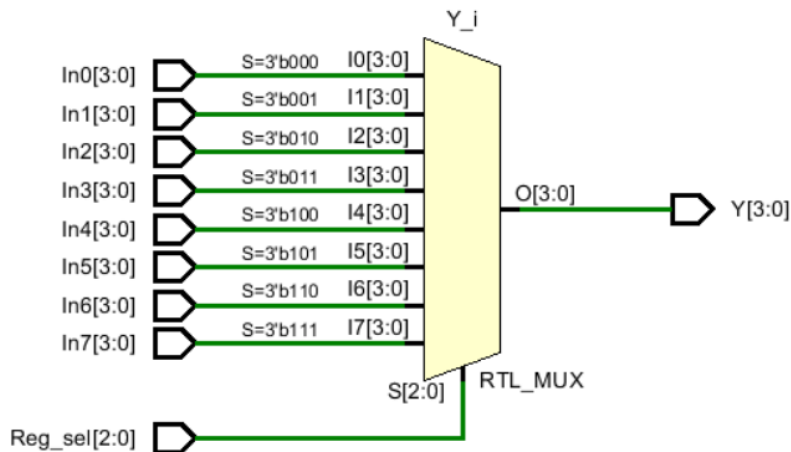 Y_i
In0[3:0] S=3'b000 I0[3:0]
In1[3:0] S=3'b001 I1[3:0]
In2[3:0] S=3'b010 I2[3:0]
In3[3:0] S=3'b011 I3[3:0]
In4[3:0] S=3'b100 I4[3:0]
In5[3:0] S=3'b101 I5[3:0]
In6[3:0] S=3'b110 I6[3:0]
In7[3:0] S=3'b111 I7[3:0]
O[3:0] Y[3:0]
S[2:0] RTL_MUX
Reg_sel[2:0]